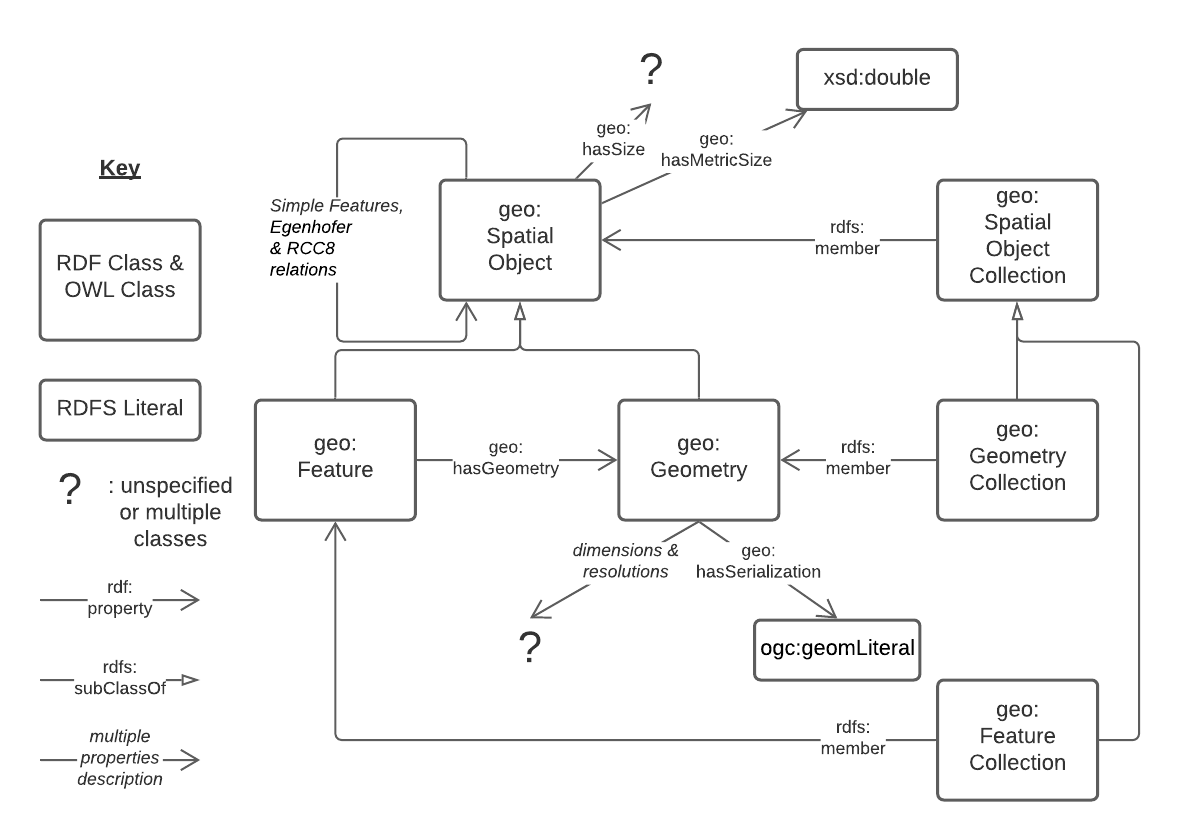 Key
RDF Class &
OWL Class
RDFS Literal
?
: unspecified
or multiple
classes
rdf:
property
rdfs:
subClassOf
multiple
properties
description
?
xsd:double
geo:
hasSize
geo:
hasMetricSize
Simple Features,
Egenhofer
& RCC8
relations
geo:
Spatial
Object
rdfs:
member
geo:
Spatial
Object
Collection
geo:
Feature
geo:
hasGeometry
geo:
Geometry
rdfs:
member
geo:
Geometry
Collection
dimensions &
resolutions
geo:
hasSerialization
?
ogc:geomLiteral
rdfs:
member
geo:
Feature
Collection